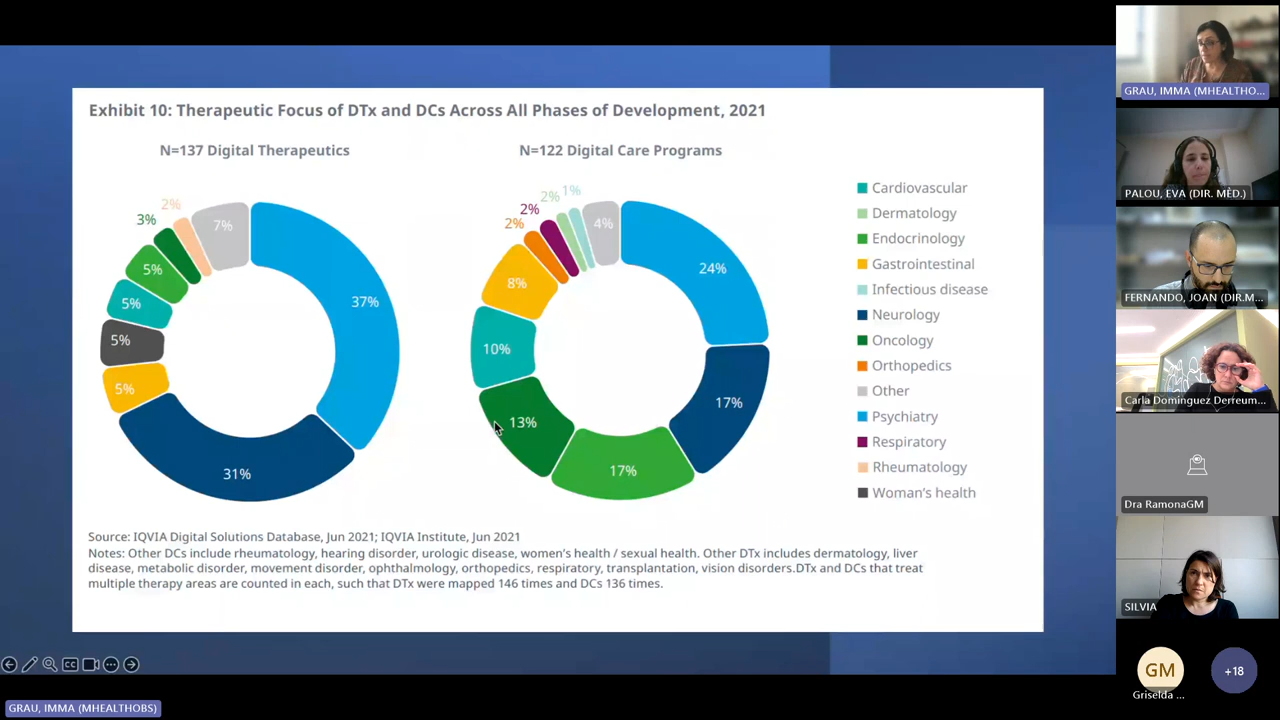 Exhibit 10: Therapeutic Focus of DTx and DCs Across All Phases of Development, 2021
N=137 Digital Therapeutics
37%
31%
5%
5%
5%
5%
3%
2%
7%
N=122 Digital Care Programs
24%
17%
17%
13%
10%
8%
2%
2%
2%
1%
4%
Cardiovascular
Dermatology
Endocrinology
Gastrointestinal
Infectious disease
Neurology
Oncology
Orthopedics
Other
Psychiatry
Respiratory
Rheumatology
Woman's health
Source: IQVIA Digital Solutions Database, Jun 2021; IQVIA Institute, Jun 2021
Notes: Other DCs include rheumatology, hearing disorder, urologic disease, women's health / sexual health. Other DTx includes dermatology, liver
disease, metabolic disorder, movement disorder, ophthalmology, orthopedics, respiratory, transplantation, vision disorders.DTx and DCs that treat
multiple therapy areas are counted in each, such that DTx were mapped 146 times and DCs 136 times.
CC
GRAU, IMMA (MHEALTHOBS)
GRAU, IMMA (MHEALTHO...
PALOU, EVA (DIR. MÈD.)
FERNANDO, JOAN (DIR.M...
Carla Domínguez Derreum...
Dra RamonaGM
SILVIA
GM
Griselda ...
+18